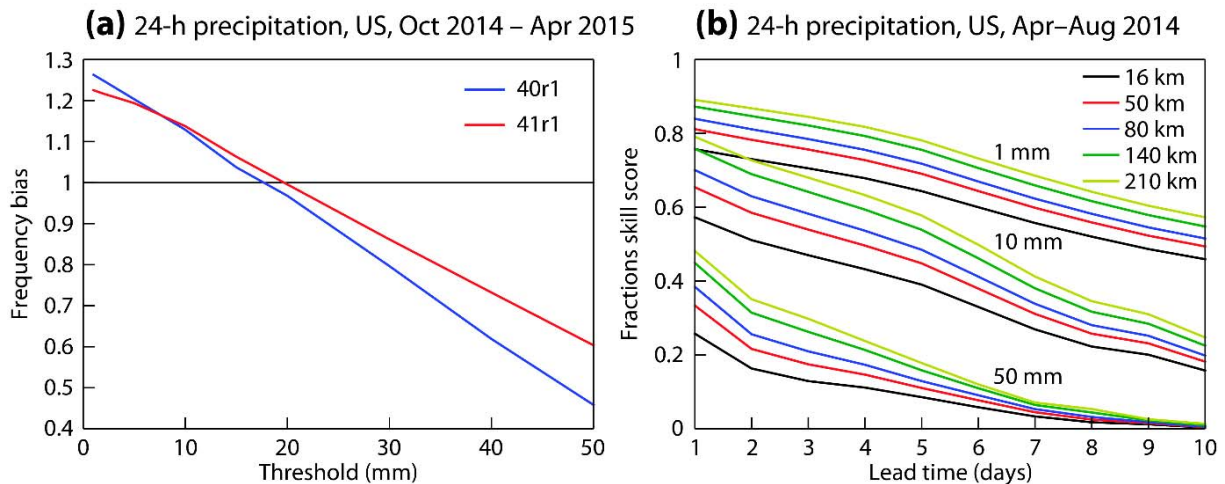 (a) 24-h precipitation, US, Oct 2014 – Apr 2015
1.3
1.2
1.1
1
0.9
0.8
0.7
0.6
0.5
0.4
Frequency bias
40r1
41r1
0
10
20
30
40
50
Threshold (mm)
(b) 24-h precipitation, US, Apr–Aug 2014
1
0.8
0.6
0.4
0.2
0
Fractions skill score
16 km
50 km
80 km
140 km
210 km
1 mm
10 mm
50 mm
1
2
3
4
5
6
7
8
9
10
Lead time (days)